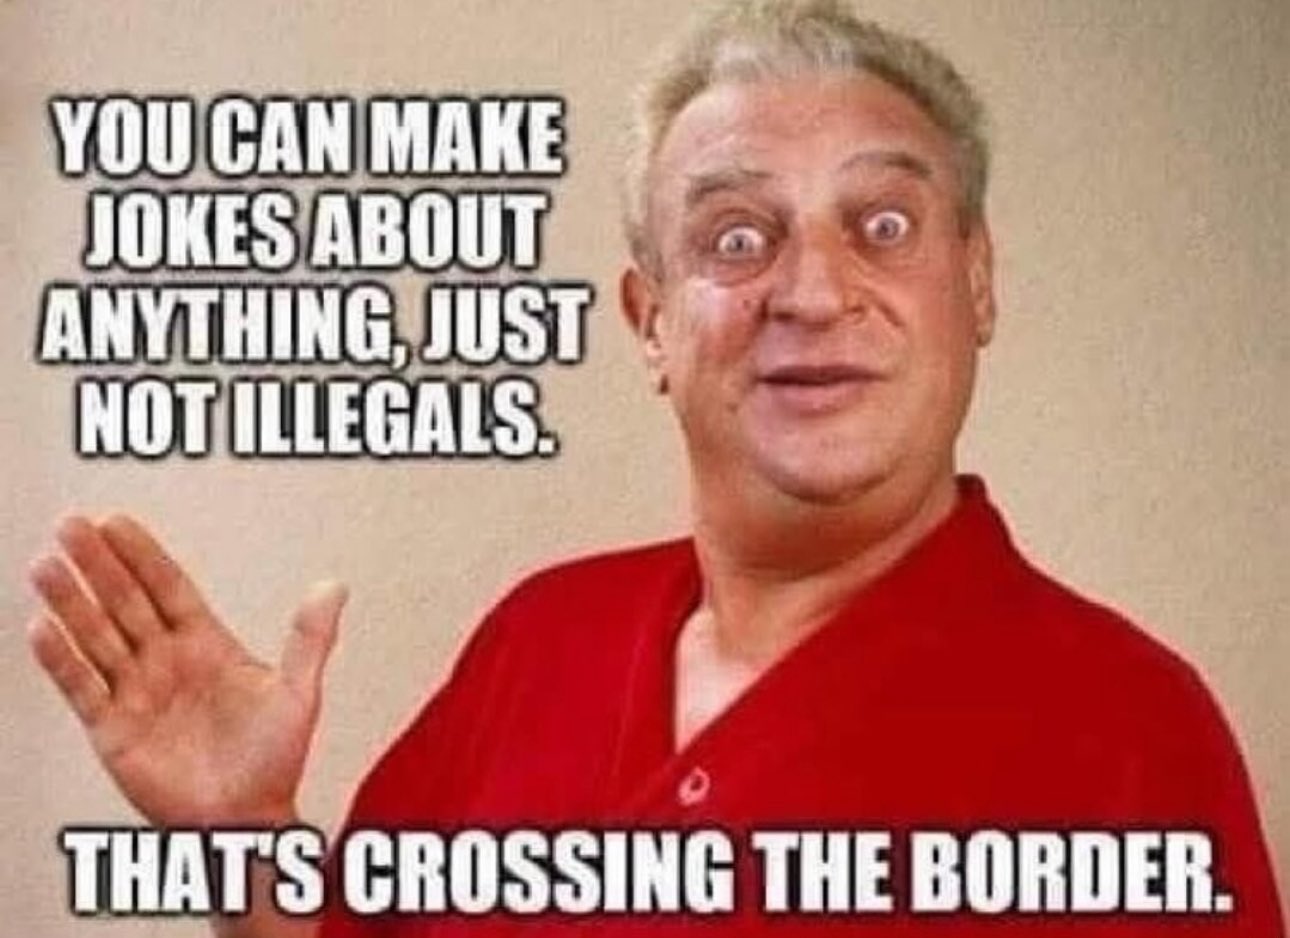 YOU CAN MAKE
JOKES ABOUT
ANYTHING, JUST
NOT ILLEGALS.
THAT'S CROSSING THE BORDER.